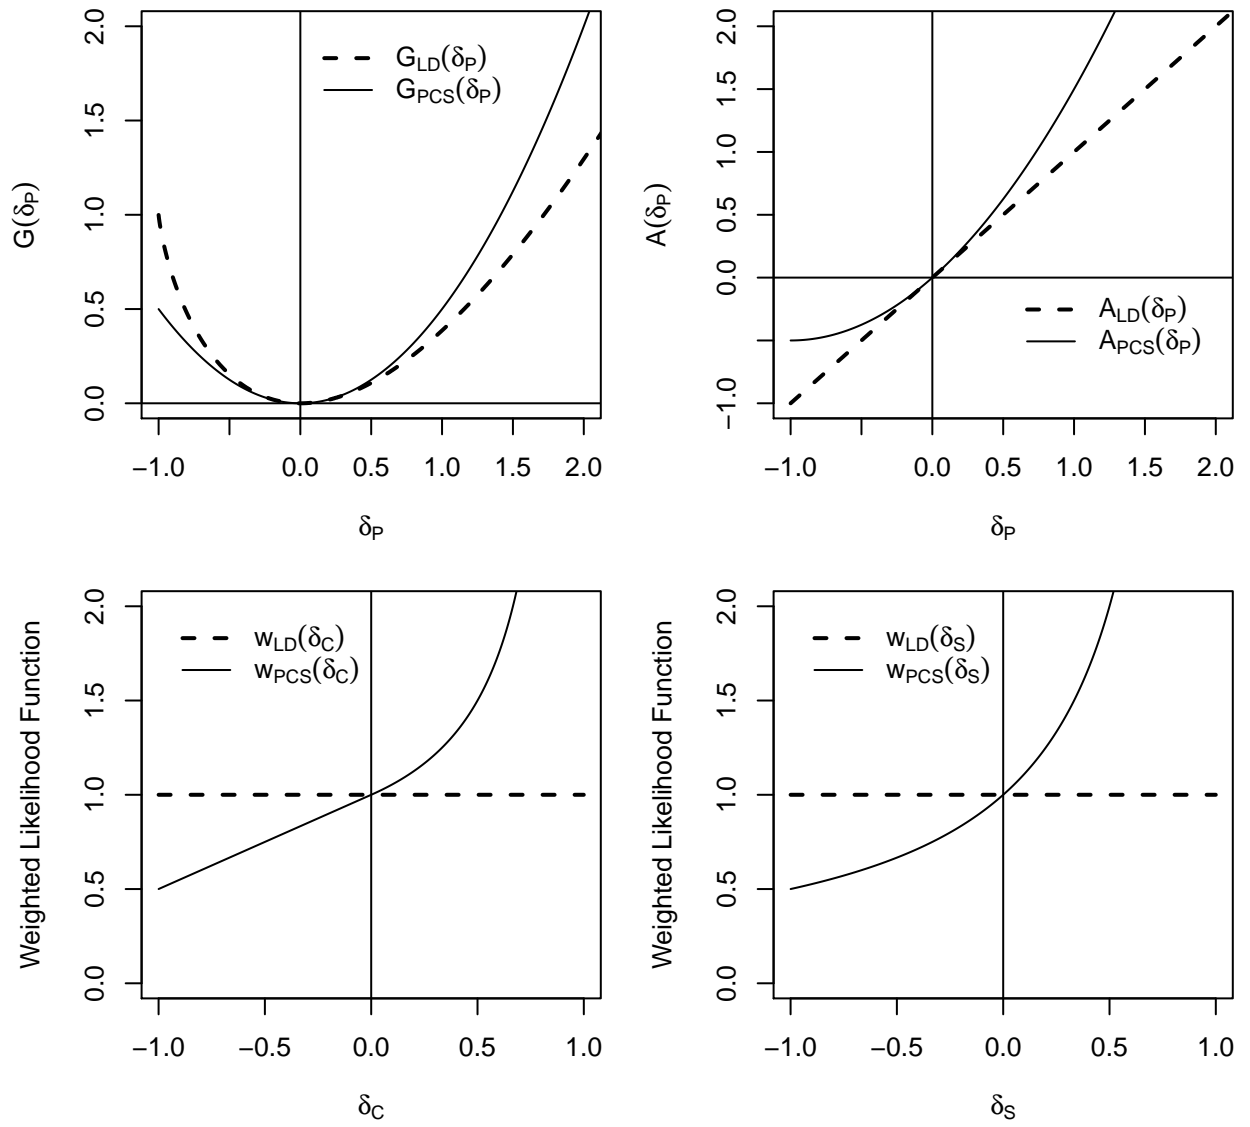 G(δP)
2.0
1.5
1.0
0.5
0.0
GLD(δP)
GPCS(δP)
−1.0 0.0 0.5 1.0 1.5 2.0
δP
A(δP)
2.0
1.5
1.0
0.5
0.0
−1.0
ALD(δP)
APCS(δP)
−1.0 0.0 0.5 1.0 1.5 2.0
δP
Weighted Likelihood Function
2.0
1.5
1.0
0.5
0.0
wLD(δC)
wPCS(δC)
−1.0 −0.5 0.0 0.5 1.0
δC
Weighted Likelihood Function
2.0
1.5
1.0
0.5
0.0
wLD(δS)
wPCS(δS)
−1.0 −0.5 0.0 0.5 1.0
δS